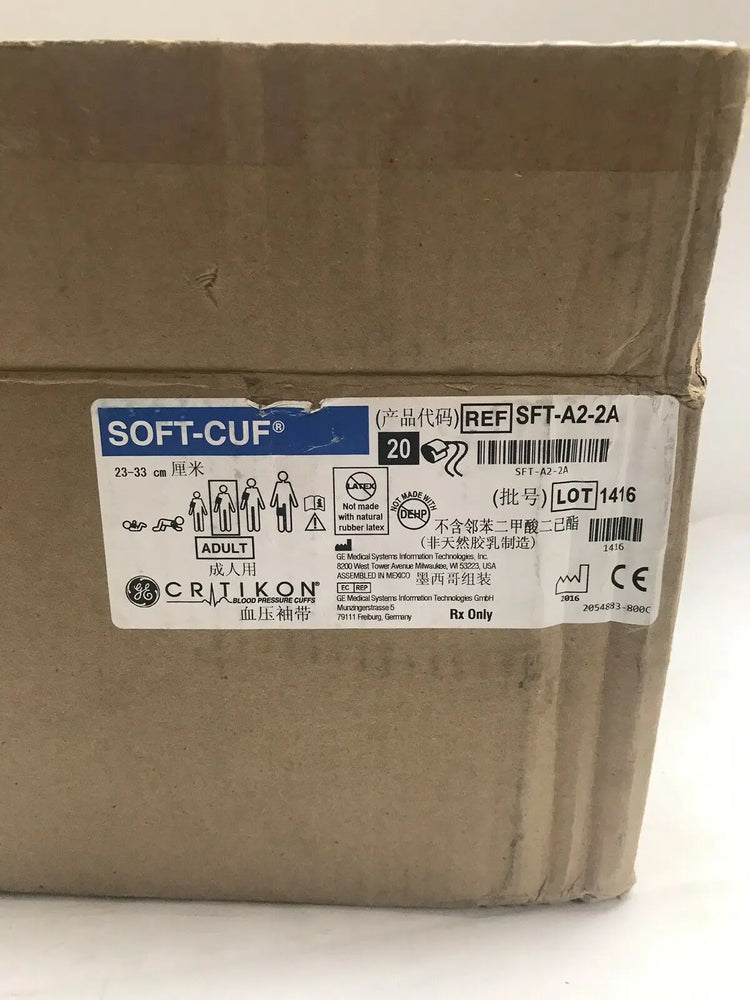 SOFT-CUF®
(产品代码) REF SFT-A2-2A
20
SFT-A2-2A
23-33 cm 厘米
(批号) LOT 1416
1416
LATEX
Not made
with natural
rubber latex
NOT MADE WITH
DEHP
不含邻苯二甲酸二已酯
(非天然胶乳制造)
ADULT
成人用
GE CRITIKON®
BLOOD PRESSURE CUFFS
血压袖带
GE Medical Systems Information Technologies, Inc.
8200 West Tower Avenue Milwaukee, WI 53223, USA
ASSEMBLED IN MEXICO 墨西哥组装
EC REP
GE Medical Systems Information Technologies GmbH
Munzingerstrasse 5
79111 Freiburg, Germany
Rx Only
2016
CE
2054883-800C